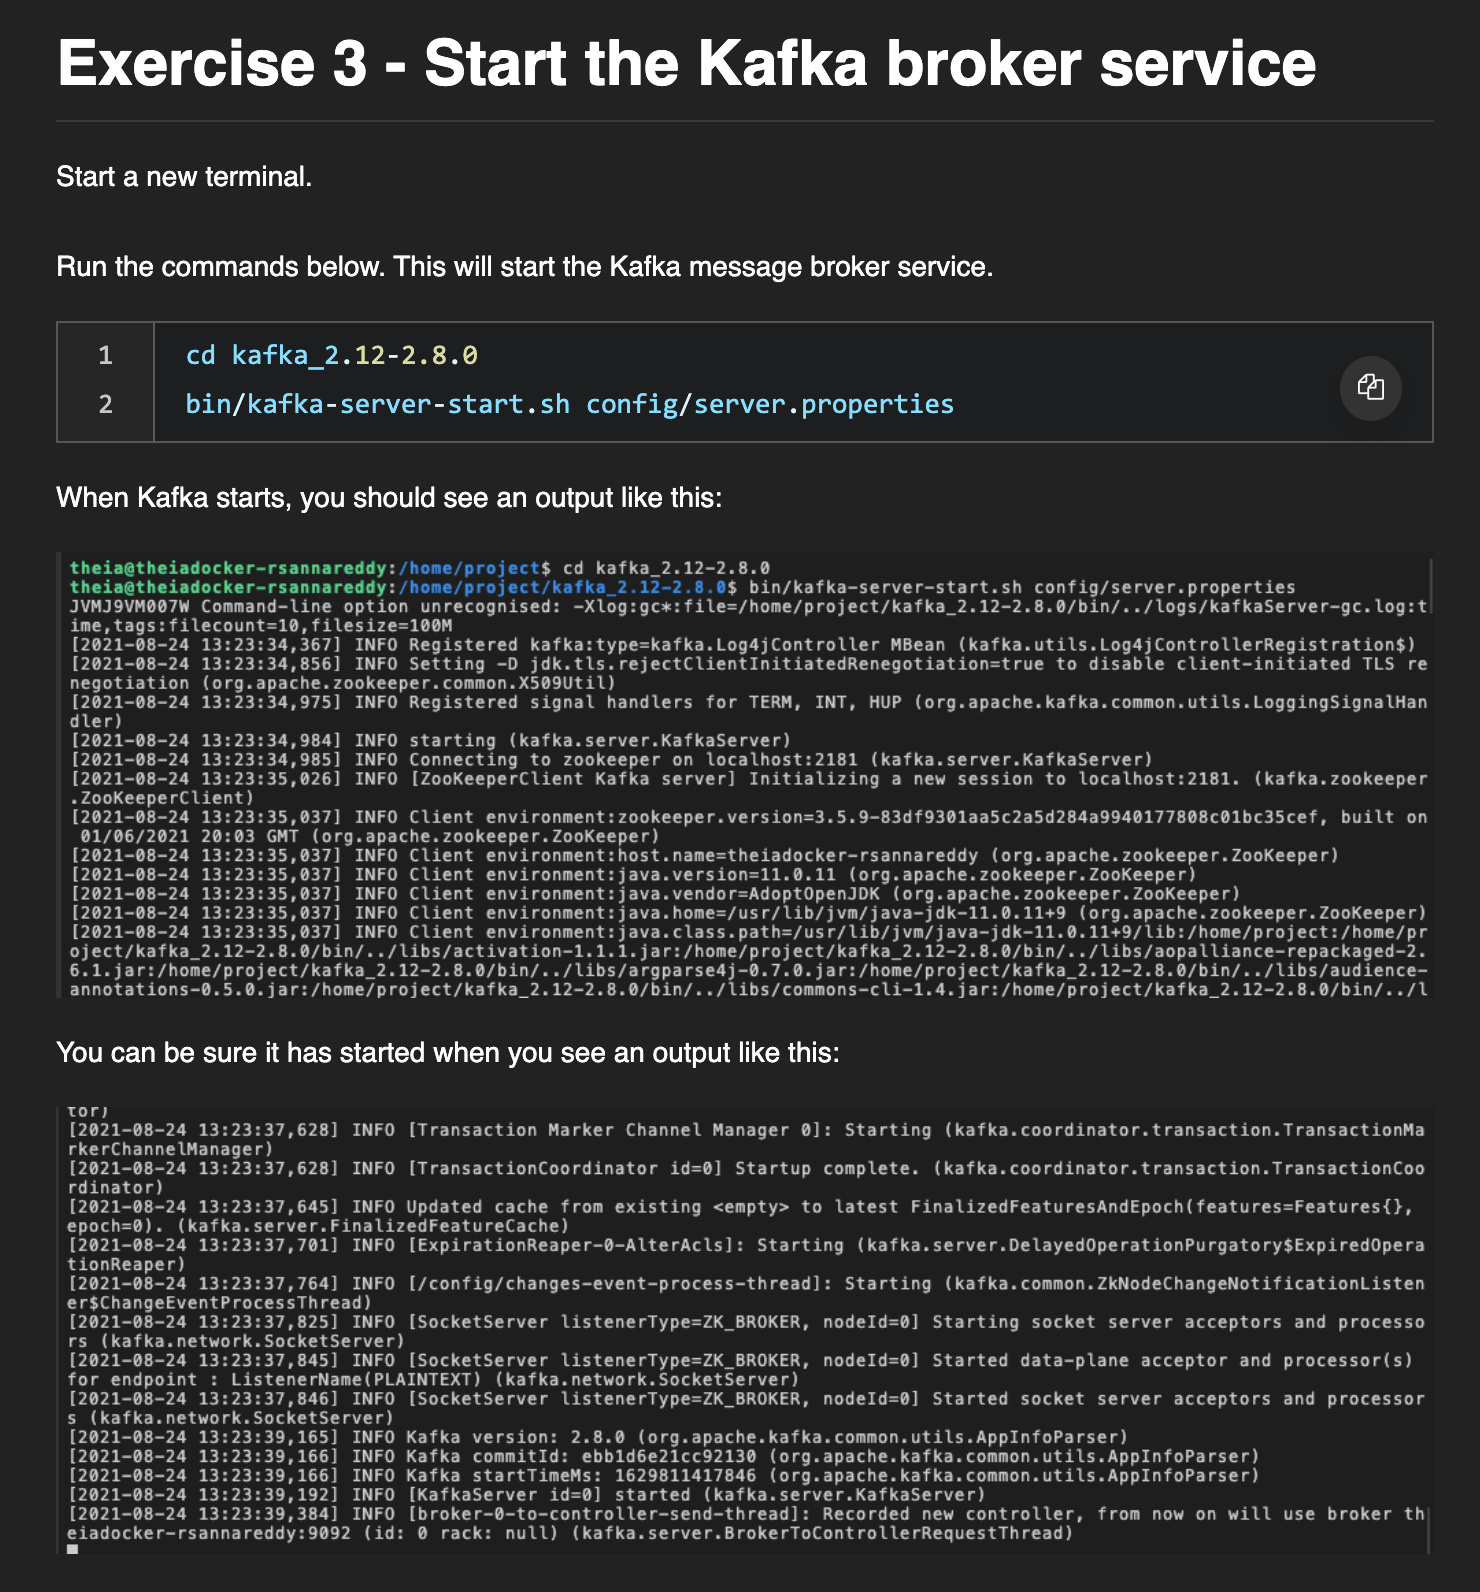 Exercise 3 - Start the Kafka broker service
Start a new terminal.
Run the commands below. This will start the Kafka message broker service.
1 cd kafka_2.12-2.8.0
2 bin/kafka-server-start.sh config/server.properties
When Kafka starts, you should see an output like this:
theia@theiadocker-rsannareddy:/home/project$ cd kafka_2.12-2.8.0
theia@theiadocker-rsannareddy:/home/project/kafka_2.12-2.8.0$ bin/kafka-server-start.sh config/server.properties
JVMJ9VM007W Command-line option unrecognised: -Xlog:gc*:file=/home/project/kafka_2.12-2.8.0/bin/../logs/kafkaServer-gc.log:t
ime,tags:filecount=10,filesize=100M
[2021-08-24 13:23:34,367] INFO Registered kafka:type=kafka.Log4jController MBean (kafka.utils.Log4jControllerRegistration$)
[2021-08-24 13:23:34,856] INFO Setting -D jdk.tls.rejectClientInitiatedRenegotiation=true to disable client-initiated TLS re
negotiation (org.apache.zookeeper.common.X509Util)
[2021-08-24 13:23:34,975] INFO Registered signal handlers for TERM, INT, HUP (org.apache.kafka.common.utils.LoggingSignalHan
dler)
[2021-08-24 13:23:34,984] INFO starting (kafka.server.KafkaServer)
[2021-08-24 13:23:34,985] INFO Connecting to zookeeper on localhost:2181 (kafka.server.KafkaServer)
[2021-08-24 13:23:35,026] INFO [ZooKeeperClient Kafka server] Initializing a new session to localhost:2181. (kafka.zookeeper
.ZooKeeperClient)
[2021-08-24 13:23:35,037] INFO Client environment:zookeeper.version=3.5.9-83df9301aa5c2a5d284a9940177808c01bc35cef, built on
01/06/2021 20:03 GMT (org.apache.zookeeper.ZooKeeper)
[2021-08-24 13:23:35,037] INFO Client environment:host.name=theiadocker-rsannareddy (org.apache.zookeeper.ZooKeeper)
[2021-08-24 13:23:35,037] INFO Client environment:java.version=11.0.11 (org.apache.zookeeper.ZooKeeper)
[2021-08-24 13:23:35,037] INFO Client environment:java.vendor=AdoptOpenJDK (org.apache.zookeeper.ZooKeeper)
[2021-08-24 13:23:35,037] INFO Client environment:java.home=/usr/lib/jvm/java-jdk-11.0.11+9 (org.apache.zookeeper.ZooKeeper)
[2021-08-24 13:23:35,037] INFO Client environment:java.class.path=/usr/lib/jvm/java-jdk-11.0.11+9/lib:/home/project:/home/pr
oject/kafka_2.12-2.8.0/bin/../libs/activation-1.1.1.jar:/home/project/kafka_2.12-2.8.0/bin/../libs/aopalliance-repackaged-2.
6.1.jar:/home/project/kafka_2.12-2.8.0/bin/../libs/argparse4j-0.7.0.jar:/home/project/kafka_2.12-2.8.0/bin/../libs/audience-
annotations-0.5.0.jar:/home/project/kafka_2.12-2.8.0/bin/../libs/commons-cli-1.4.jar:/home/project/kafka_2.12-2.8.0/bin/../l
You can be sure it has started when you see an output like this:
tor)
[2021-08-24 13:23:37,628] INFO [Transaction Marker Channel Manager 0]: Starting (kafka.coordinator.transaction.TransactionMa
rkerChannelManager)
[2021-08-24 13:23:37,628] INFO [TransactionCoordinator id=0] Startup complete. (kafka.coordinator.transaction.TransactionCoo
rdinator)
[2021-08-24 13:23:37,645] INFO Updated cache from existing <empty> to latest FinalizedFeaturesAndEpoch(features=Features{},
epoch=0). (kafka.server.FinalizedFeatureCache)
[2021-08-24 13:23:37,701] INFO [ExpirationReaper-0-AlterAcls]: Starting (kafka.server.DelayedOperationPurgatory$ExpiredOpera
tionReaper)
[2021-08-24 13:23:37,764] INFO [/config/changes-event-process-thread]: Starting (kafka.common.ZkNodeChangeNotificationListen
er$ChangeEventProcessThread)
[2021-08-24 13:23:37,825] INFO [SocketServer listenerType=ZK_BROKER, nodeId=0] Starting socket server acceptors and processo
rs (kafka.network.SocketServer)
[2021-08-24 13:23:37,845] INFO [SocketServer listenerType=ZK_BROKER, nodeId=0] Started data-plane acceptor and processor(s)
for endpoint : ListenerName(PLAINTEXT) (kafka.network.SocketServer)
[2021-08-24 13:23:37,846] INFO [SocketServer listenerType=ZK_BROKER, nodeId=0] Started socket server acceptors and processor
s (kafka.network.SocketServer)
[2021-08-24 13:23:39,165] INFO Kafka version: 2.8.0 (org.apache.kafka.common.utils.AppInfoParser)
[2021-08-24 13:23:39,166] INFO Kafka commitId: ebb1d6e21cc92130 (org.apache.kafka.common.utils.AppInfoParser)
[2021-08-24 13:23:39,166] INFO Kafka startTimeMs: 1629811417846 (org.apache.kafka.common.utils.AppInfoParser)
[2021-08-24 13:23:39,192] INFO [KafkaServer id=0] started (kafka.server.KafkaServer)
[2021-08-24 13:23:39,384] INFO [broker-0-to-controller-send-thread]: Recorded new controller, from now on will use broker th
eiadocker-rsannareddy:9092 (id: 0 rack: null) (kafka.server.BrokerToControllerRequestThread)